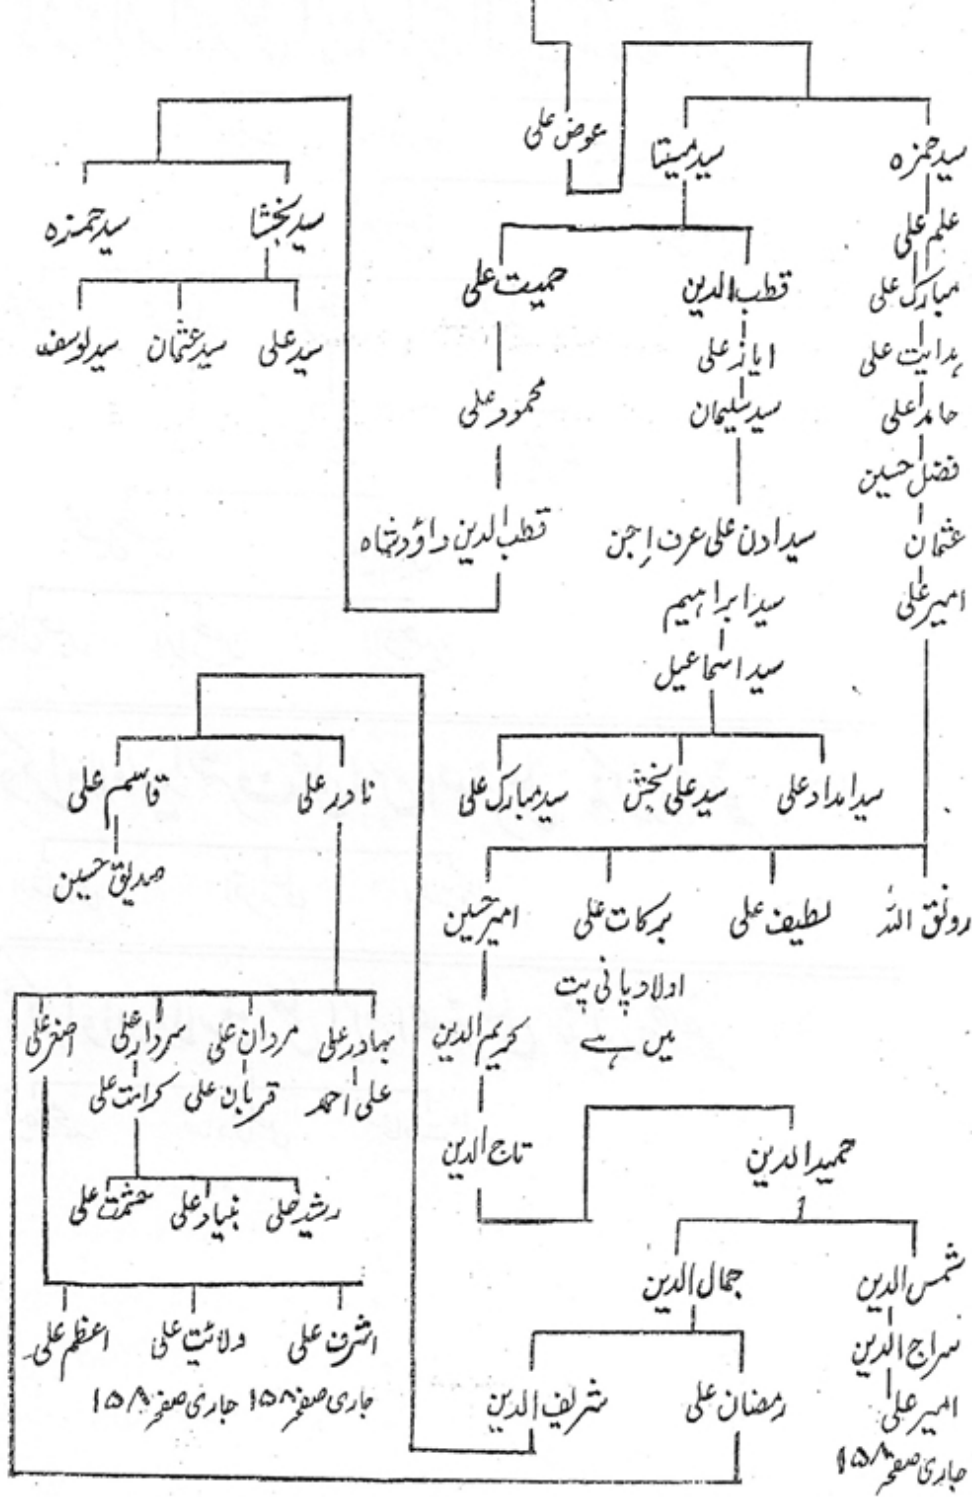 عوض علی
سید حمزہ
سید مینتا
علم علی
مبارک علی
ہدایت علی
حامد علی
فضل حسین
عثمان
امیر علی
قطب الدین
حمیت علی
ایاز علی
سید سلیمان
سید ادن علی عرف اجن
سید ابراہیم
سید اسماعیل
محمود علی
قطب الدین داؤد شاہ
سید بخشا
سید حمزہ
سید علی
سید عثمان
سید یوسف
سید امداد علی
سید علی بخش
سید مبارک علی
رونق اللہ
لطیف علی
برکات علی
امیر حسین
اولاد پانی پت
میں ہے
کریم الدین
تاج الدین
حمید الدین
شمس الدین
جمال الدین
سراج الدین
امیر علی
جاری صفحہ ۱۵۸
رمضان علی
شریف الدین
نادر علی
قاسم علی
صدیق حسین
بہادر علی
مردان علی
سردار علی
اصغر علی
علی احمد
قربان علی
کرامت علی
رشید علی
بنیاد علی
حشمت علی
اشرف علی
ولائیت علی
اعظم علی
جاری صفحہ ۱۵۸
جاری صفحہ ۱۵۸